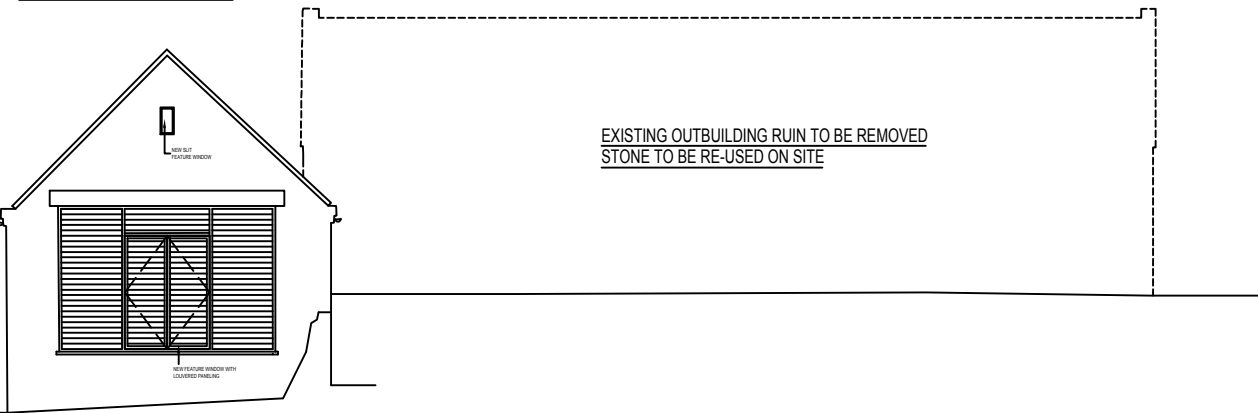 EXISTING OUTBUILDING RUIN TO BE REMOVED
STONE TO BE RE-USED ON SITE
NEW SLIT
FEATURE WINDOW
NEW FEATURE WINDOW WITH
LOUVERED PANELING